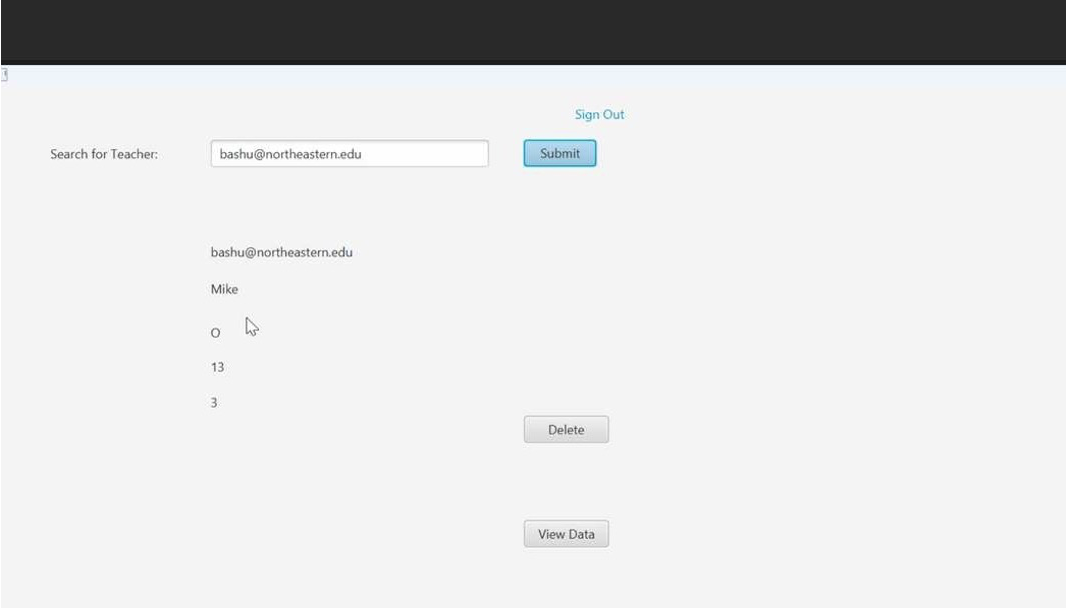 Sign Out
Search for Teacher: bashu@northeastern.edu Submit
bashu@northeastern.edu
Mike
O
13
3
Delete
View Data